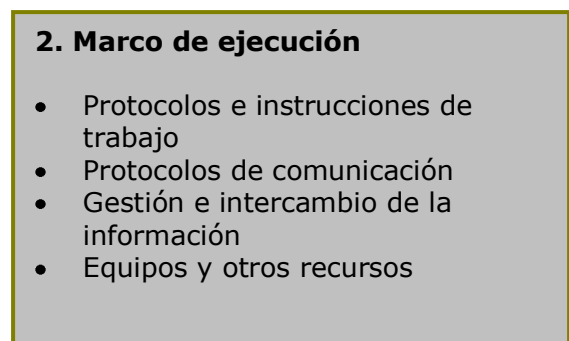 2. Marco de ejecución
• Protocolos e instrucciones de
trabajo
• Protocolos de comunicación
• Gestión e intercambio de la
información
• Equipos y otros recursos